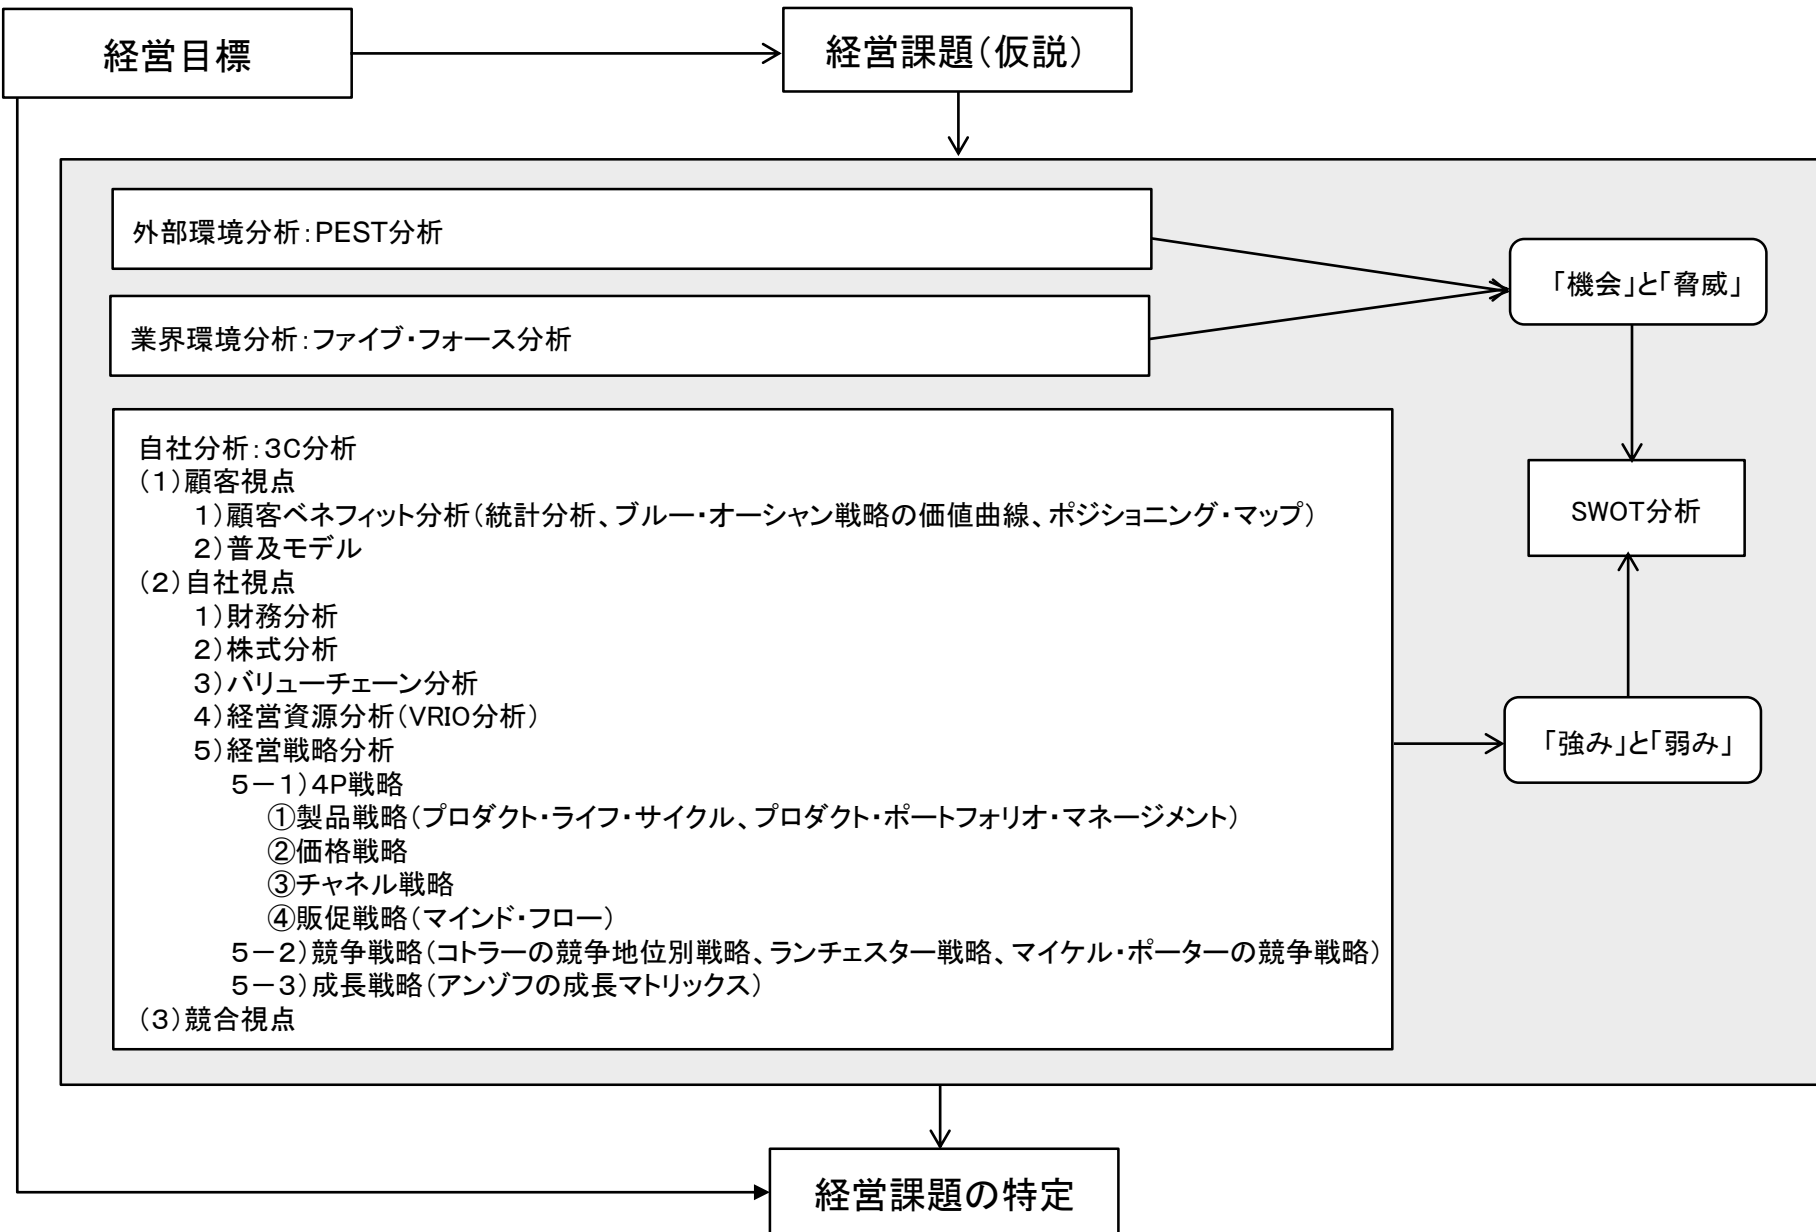 経営目標
経営課題（仮説）
外部環境分析：PEST分析
「機会」と「脅威」
業界環境分析：ファイブ・フォース分析
自社分析：3C分析
（１）顧客視点
１）顧客ベネフィット分析（統計分析、ブルー・オーシャン戦略の価値曲線、ポジショニング・マップ）
２）普及モデル
（２）自社視点
１）財務分析
２）株式分析
３）バリューチェーン分析
４）経営資源分析（VRIO分析）
５）経営戦略分析
５－１）4P戦略
①製品戦略（プロダクト・ライフ・サイクル、プロダクト・ポートフォリオ・マネージメント）
②価格戦略
③チャネル戦略
④販促戦略（マインド・フロー）
５－２）競争戦略（コトラーの競争地位別戦略、ランチェスター戦略、マイケル・ポーターの競争戦略）
５－３）成長戦略（アンゾフの成長マトリックス）
（３）競合視点
SWOT分析
「強み」と「弱み」
経営課題の特定